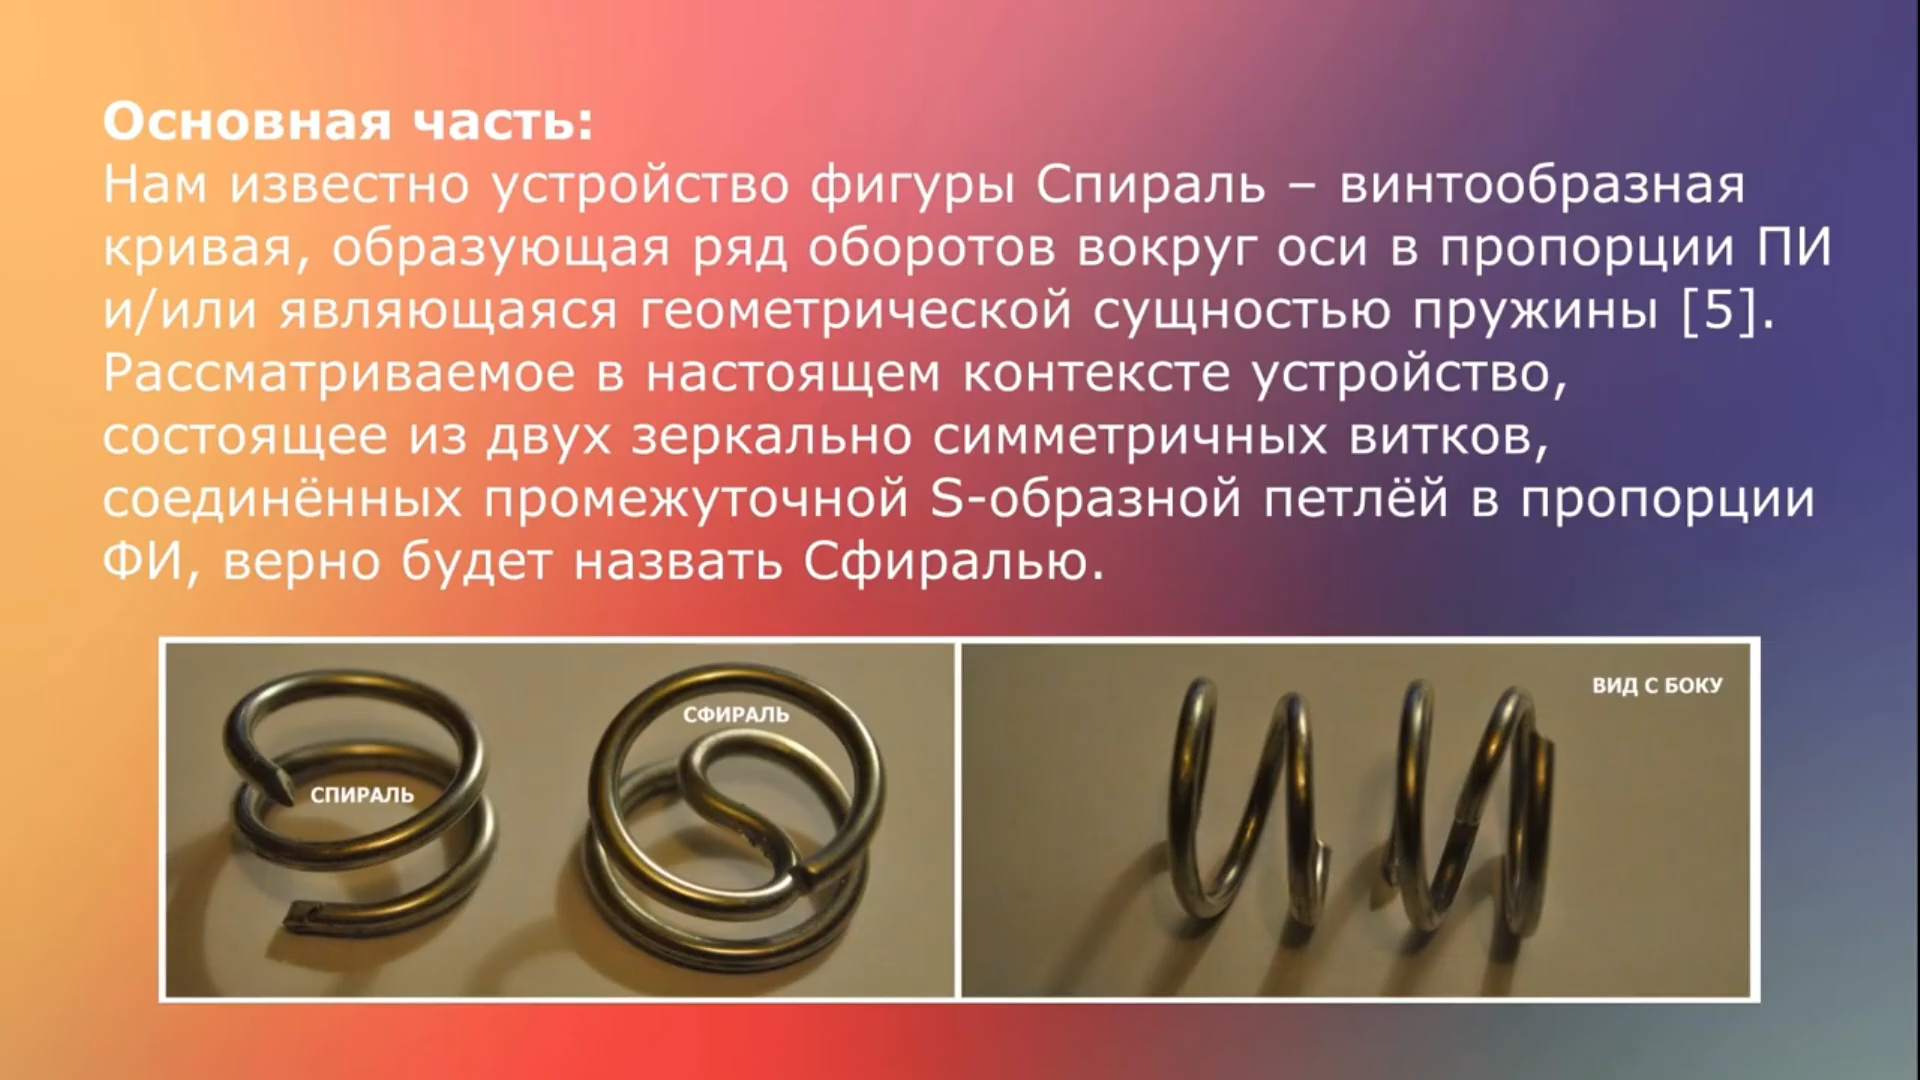 Основная часть:
Нам известно устройство фигуры Спираль – винтообразная
кривая, образующая ряд оборотов вокруг оси в пропорции ПИ
и/или являющаяся геометрической сущностью пружины [5].
Рассматриваемое в настоящем контексте устройство,
состоящее из двух зеркально симметричных витков,
соединённых промежуточной S-образной петлёй в пропорции
ФИ, верно будет назвать Сфиралью.
СПИРАЛЬ
СФИРАЛЬ
ВИД С БОКУ